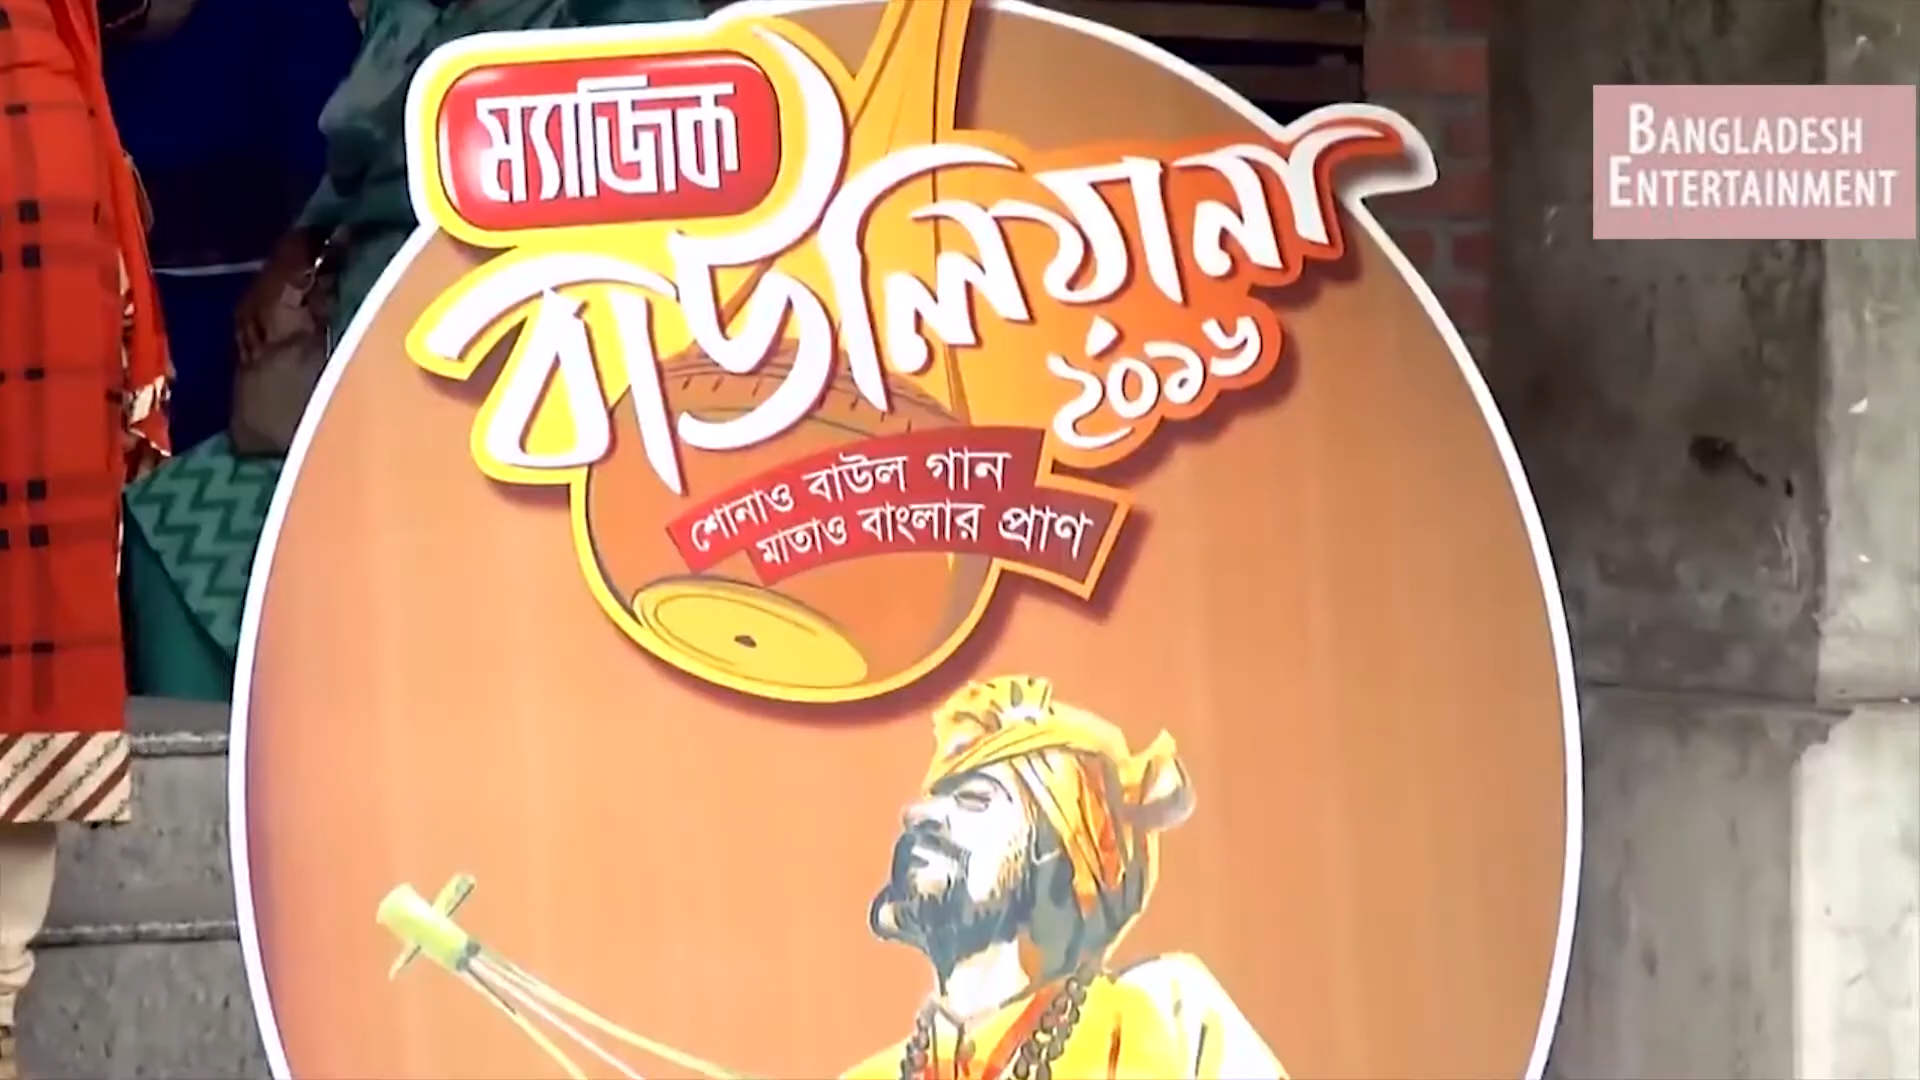 ম্যাজিক
বাউলিয়ানা
২০১৬
শোনাও বাউল গান
মাতাও বাংলার প্রাণ
BANGLADESH
ENTERTAINMENT